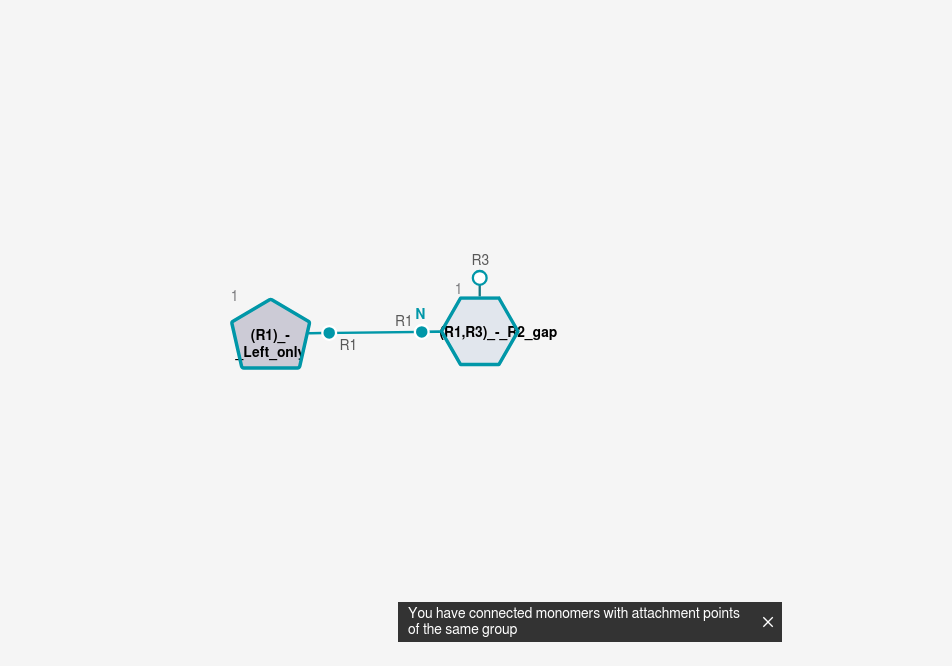 R3
1
1
N
R1
(R1)_-
_Left_only
(R1,R3)_-_R2_gap
R1
You have connected monomers with attachment points
of the same group